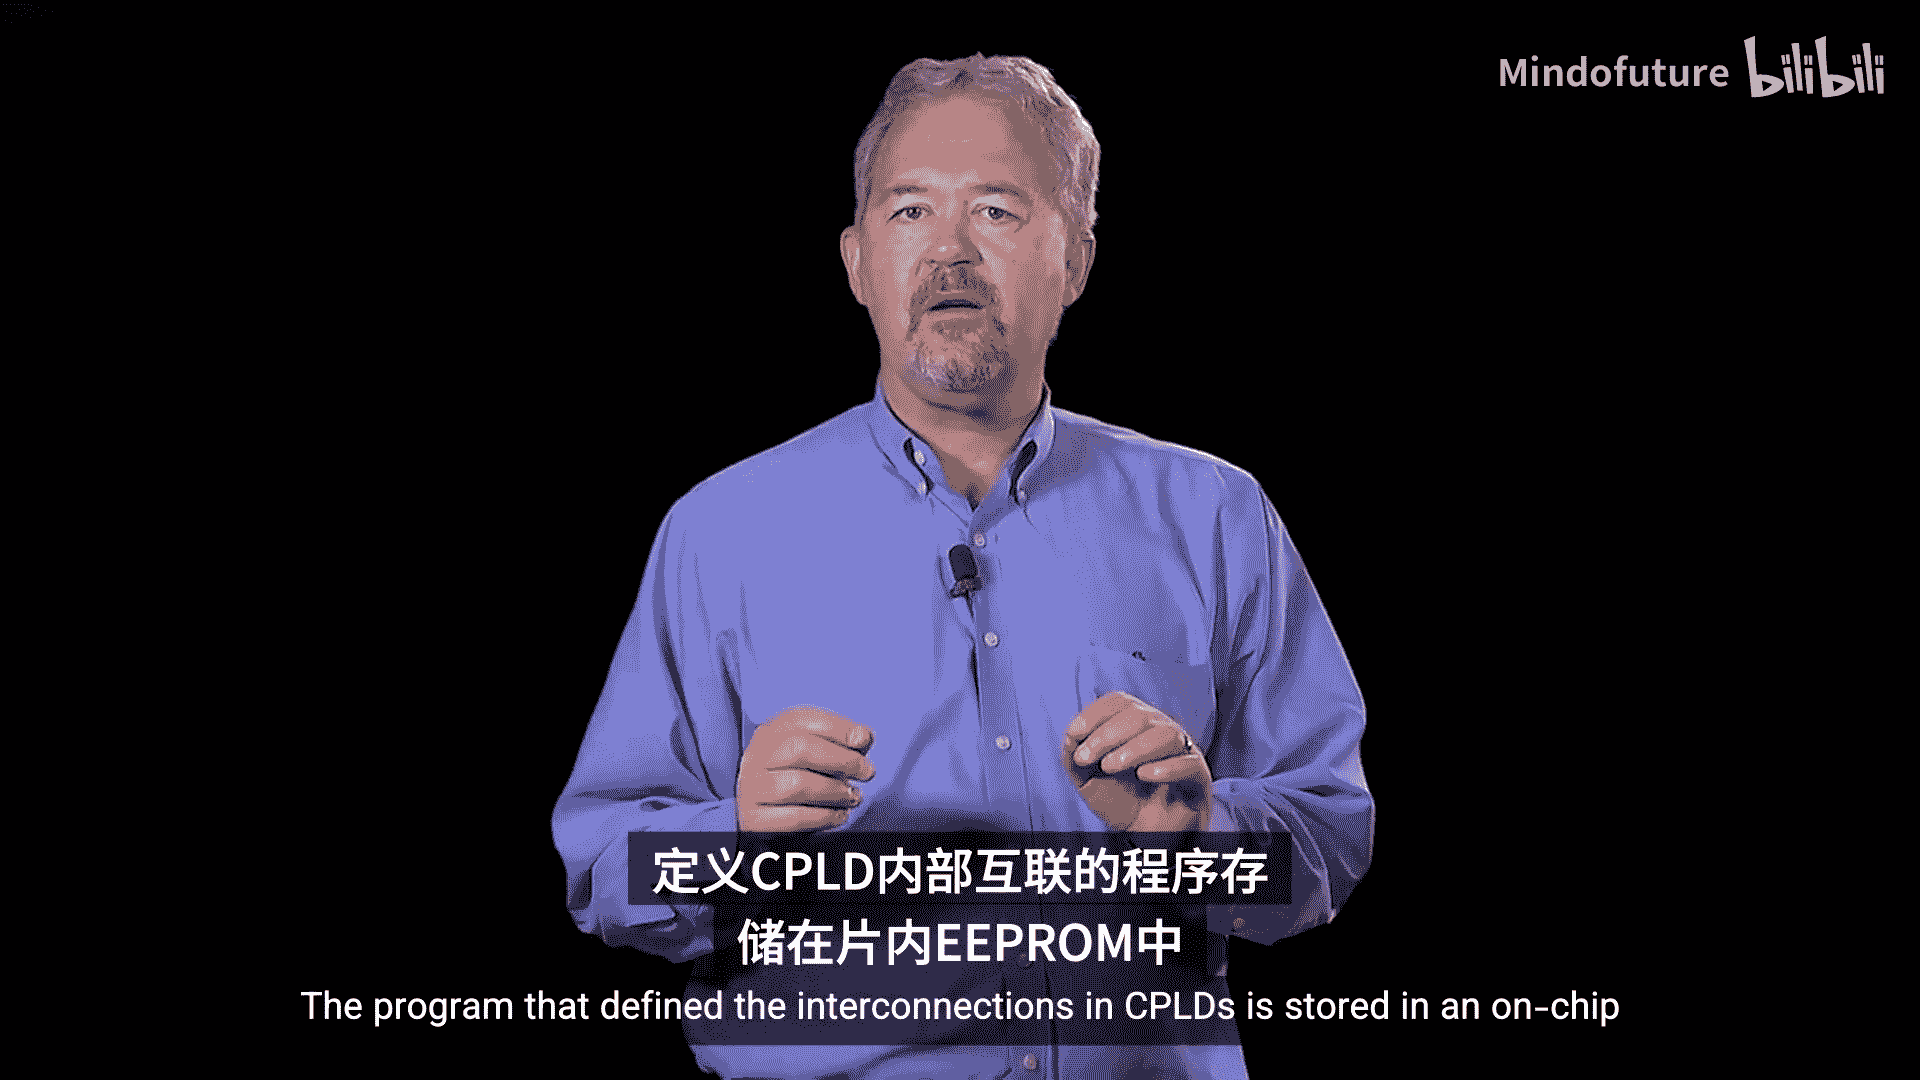 Mindofuture bilibili
定义CPLD内部互联的程序存
储在片内EEPROM中
The program that defined the interconnections in CPLDs is stored in an on-chip